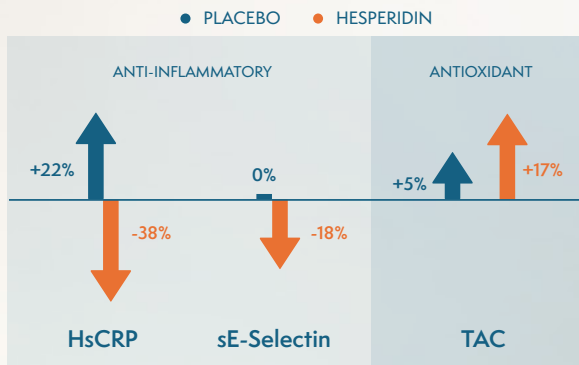 PLACEBO HESPERIDIN
ANTI-INFLAMMATORY ANTIOXIDANT
+22% -38% 0% -18% +5% +17%
HsCRP sE-Selectin TAC